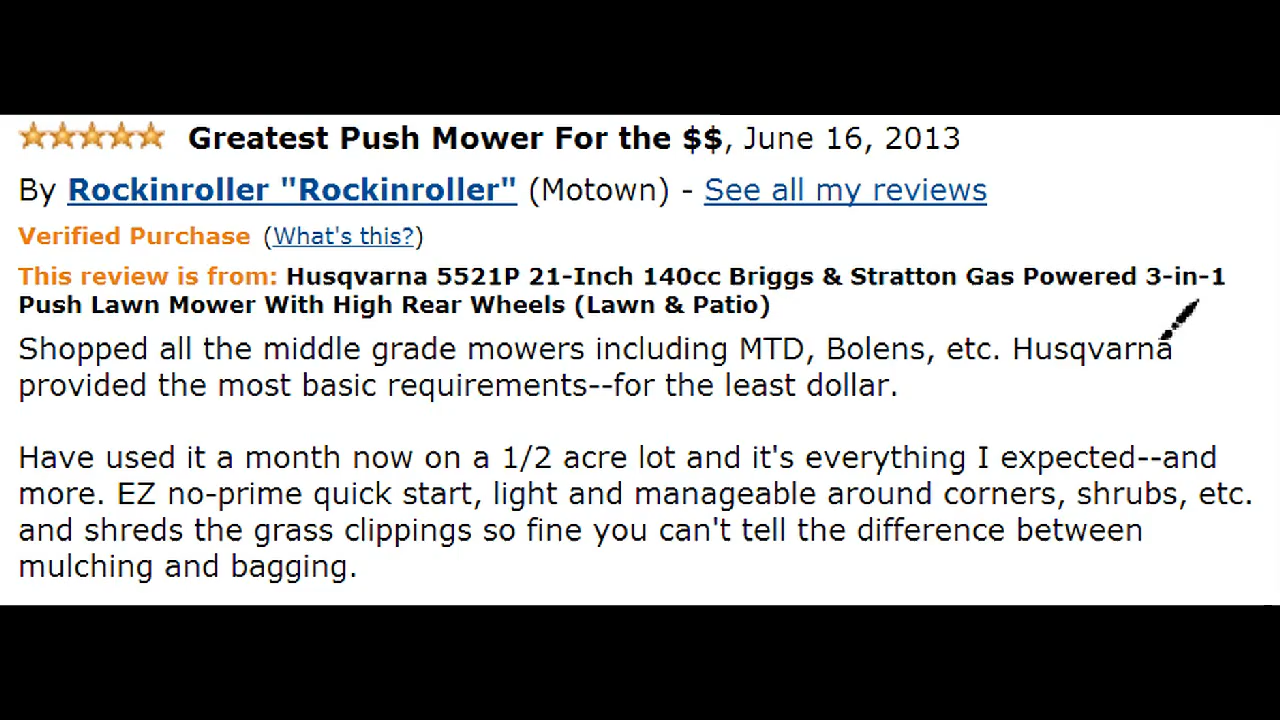 Greatest Push Mower For the $$, June 16, 2013
By Rockinroller "Rockinroller" (Motown) - See all my reviews
Verified Purchase (What's this?)
This review is from: Husqvarna 5521P 21-Inch 140cc Briggs & Stratton Gas Powered 3-in-1
Push Lawn Mower With High Rear Wheels (Lawn & Patio)
Shopped all the middle grade mowers including MTD, Bolens, etc. Husqvarna
provided the most basic requirements--for the least dollar.
Have used it a month now on a 1/2 acre lot and it's everything I expected--and
more. EZ no-prime quick start, light and manageable around corners, shrubs, etc.
and shreds the grass clippings so fine you can't tell the difference between
mulching and bagging.